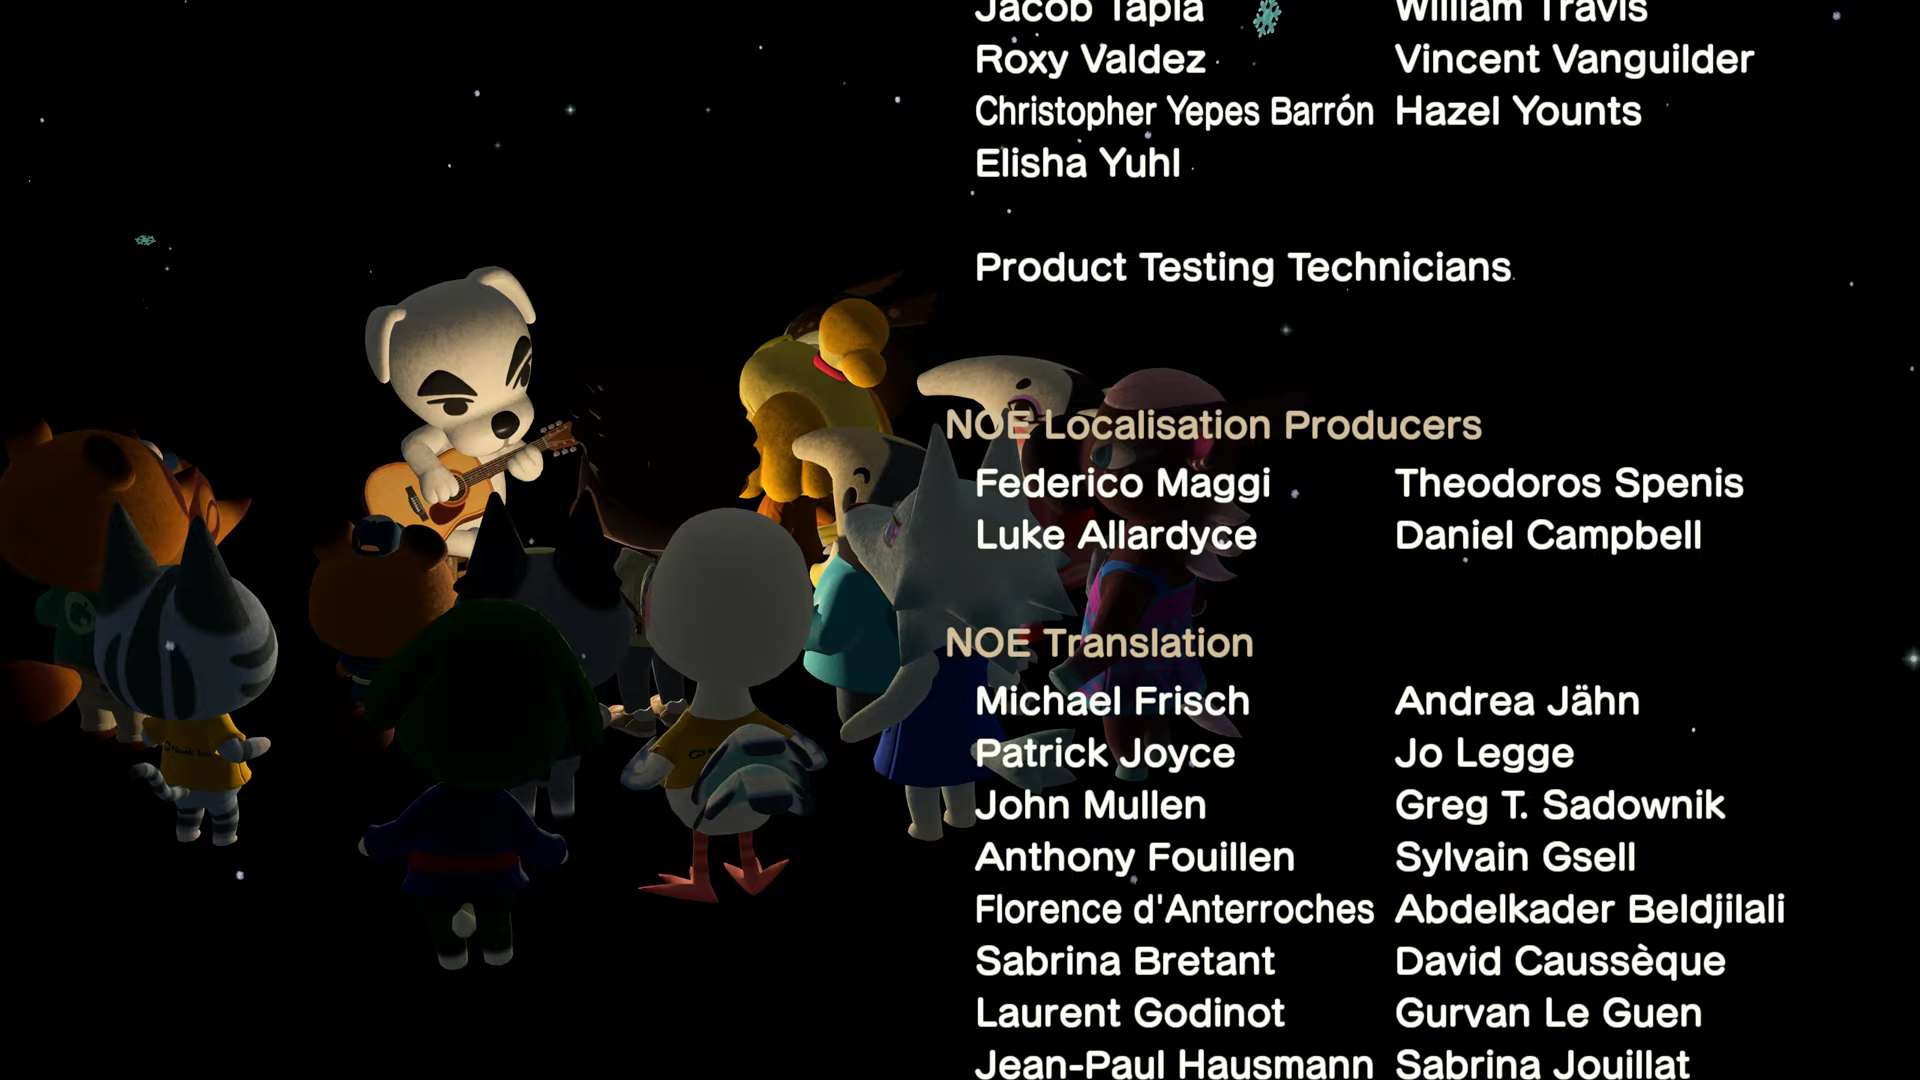 Jacob Tapia William Travis
Roxy Valdez Vincent Vanguilder
Christopher Yepes Barrón Hazel Younts
Elisha Yuhl
Product Testing Technicians
NOE Localisation Producers
Federico Maggi Theodoros Spenis
Luke Allardyce Daniel Campbell
NOE Translation
Michael Frisch Andrea Jähn
Patrick Joyce Jo Legge
John Mullen Greg T. Sadownik
Anthony Fouillen Sylvain Gsell
Florence d'Anterroches Abdelkader Beldjilali
Sabrina Bretant David Caussèque
Laurent Godinot Gurvan Le Guen
Jean-Paul Hausmann Sabrina Jouillat